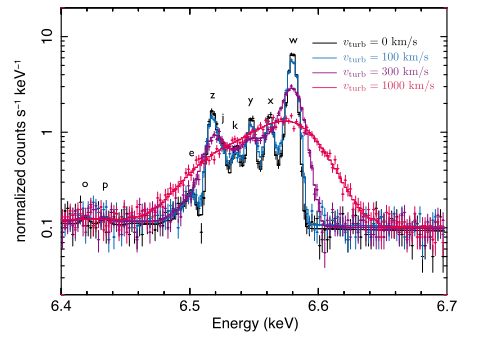 normalized counts s⁻¹ keV⁻¹
10
1
0.1
w
z
j
k
y
x
e
o
p
v_turb = 0 km/s
v_turb = 100 km/s
v_turb = 300 km/s
v_turb = 1000 km/s
6.4
6.5
6.6
6.7
Energy (keV)